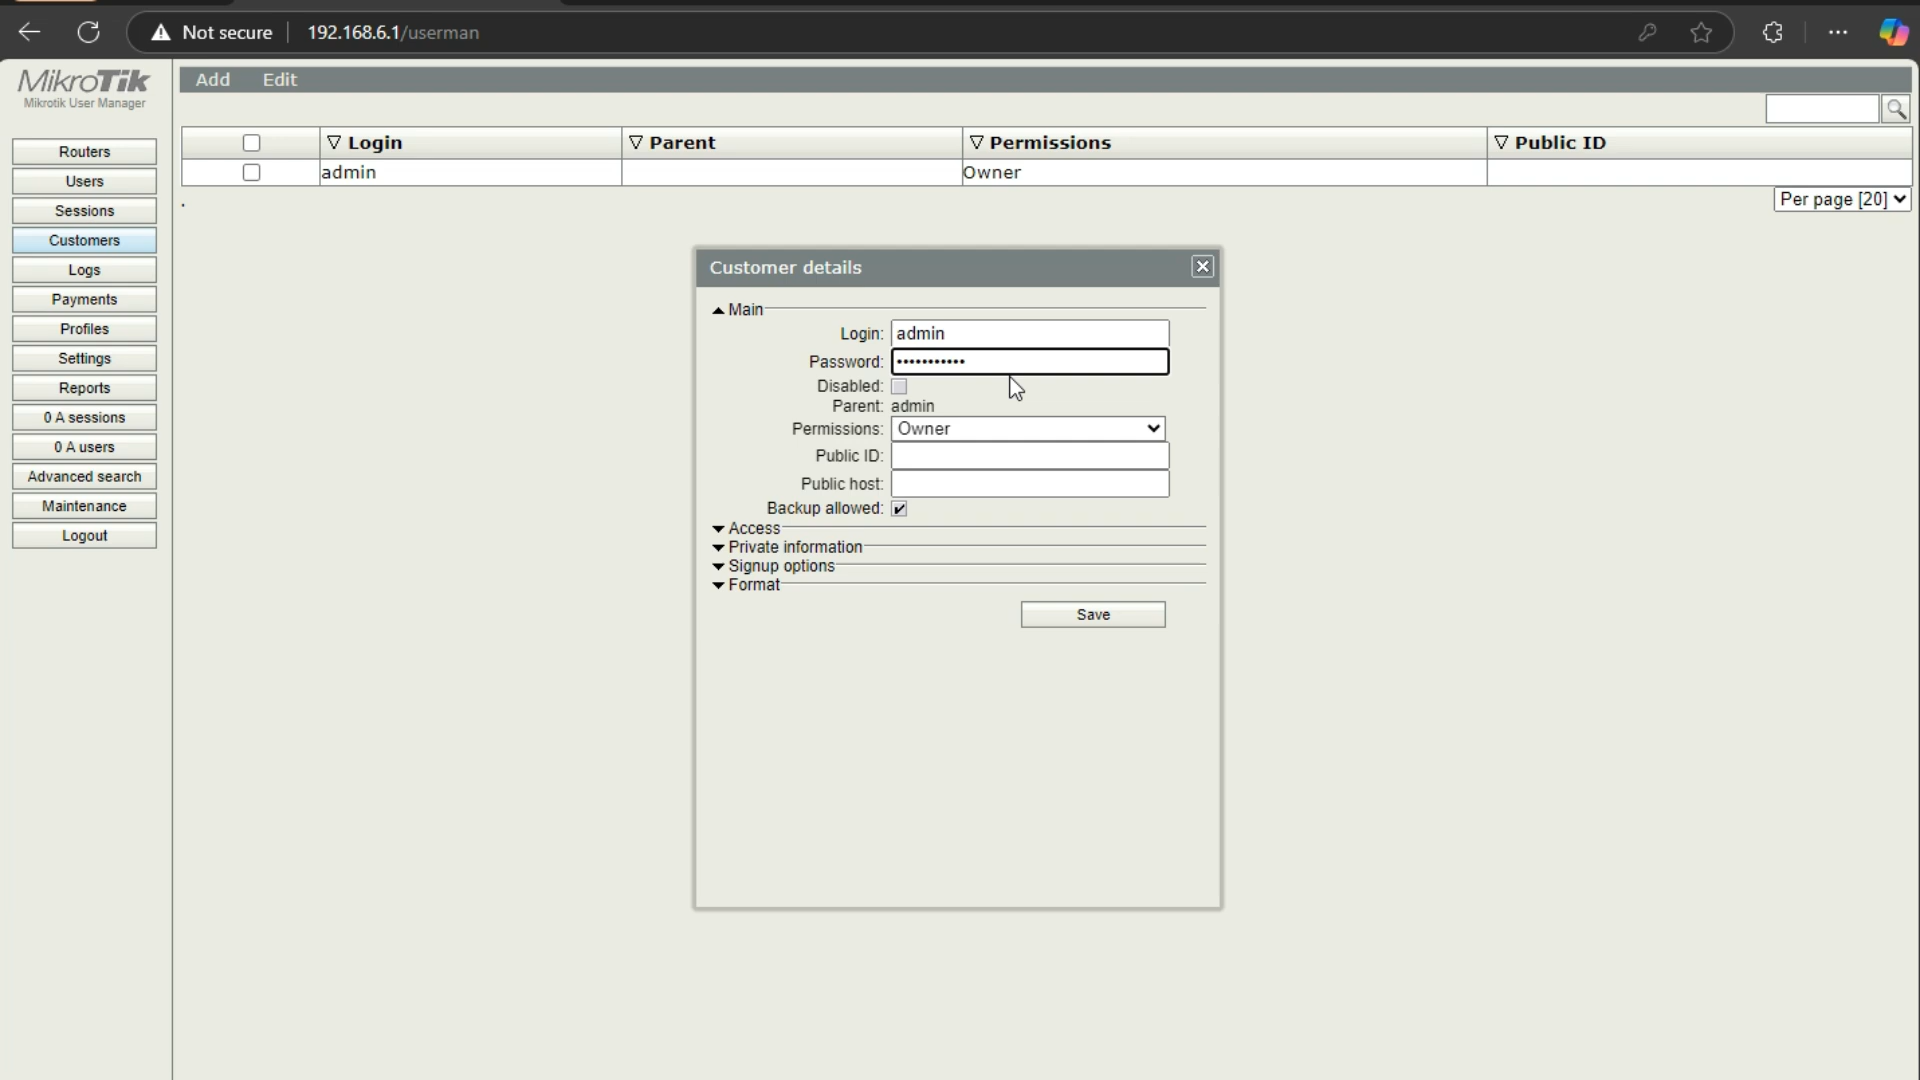 Not secure 192.168.6.1/userman
MikroTik
Mikrotik User Manager
Add Edit
Login Parent Permissions Public ID
admin Owner
Per page [20]
.
Routers
Users
Sessions
Customers
Logs
Payments
Profiles
Settings
Reports
0 A sessions
0 A users
Advanced search
Maintenance
Logout
Customer details
Main
Login: admin
Password: •••••••••••
Disabled:
Parent: admin
Permissions: Owner
Public ID:
Public host:
Backup allowed:
Access
Private information
Signup options
Format
Save